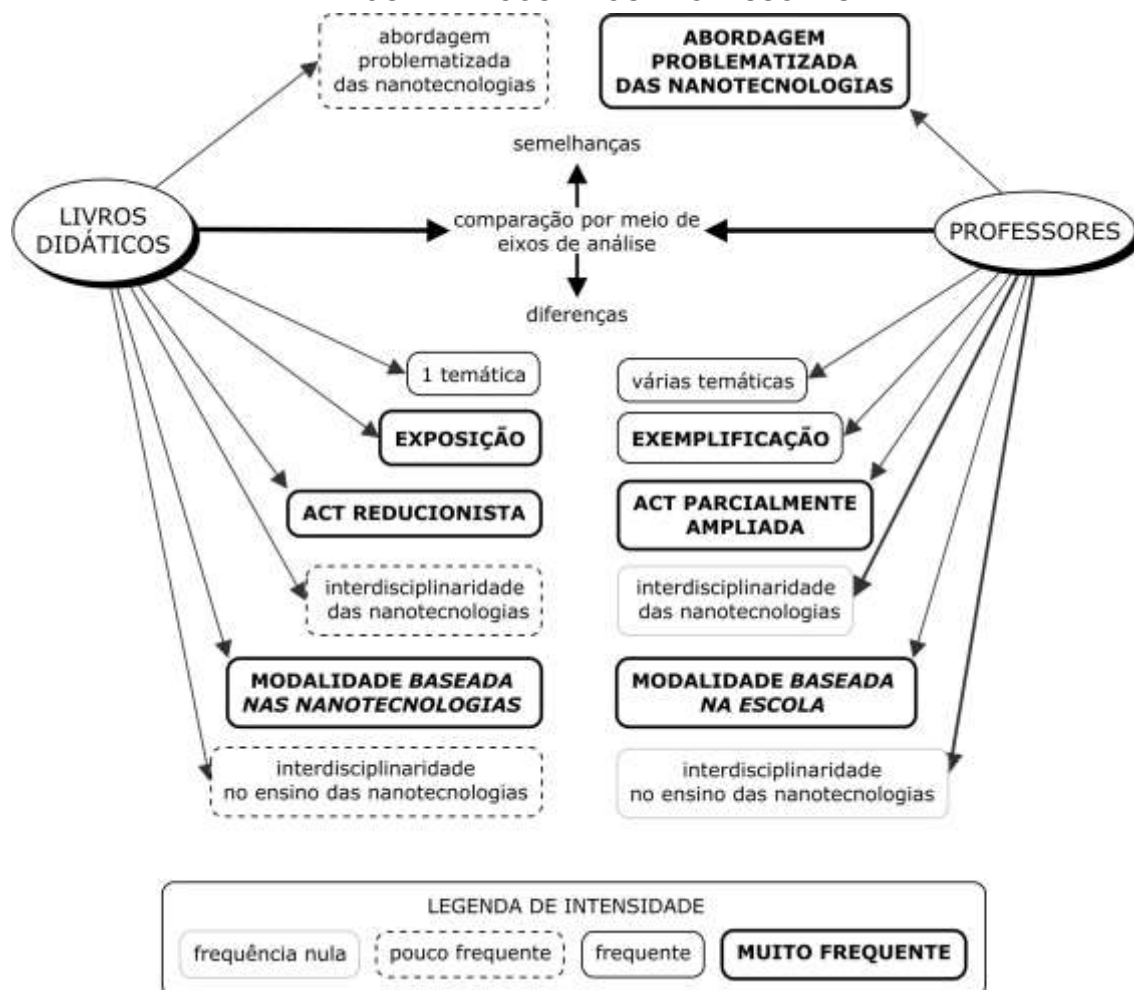 abordagem
problematizada
das nanotecnologias
ABORDAGEM
PROBLEMATIZADA
DAS NANOTECNOLOGIAS
semelhanças
LIVROS
DIDÁTICOS
comparação por meio de
eixos de análise
PROFESSORES
diferenças
1 temática
várias temáticas
EXPOSIÇÃO
EXEMPLIFICAÇÃO
ACT REDUCIONISTA
ACT PARCIALMENTE
AMPLIADA
interdisciplinaridade
das nanotecnologias
interdisciplinaridade
das nanotecnologias
MODALIDADE BASEADA
NAS NANOTECNOLOGIAS
MODALIDADE BASEADA
NA ESCOLA
interdisciplinaridade
no ensino das nanotecnologias
interdisciplinaridade
no ensino das nanotecnologias
LEGENDA DE INTENSIDADE
frequência nula
pouco frequente
frequente
MUITO FREQUENTE